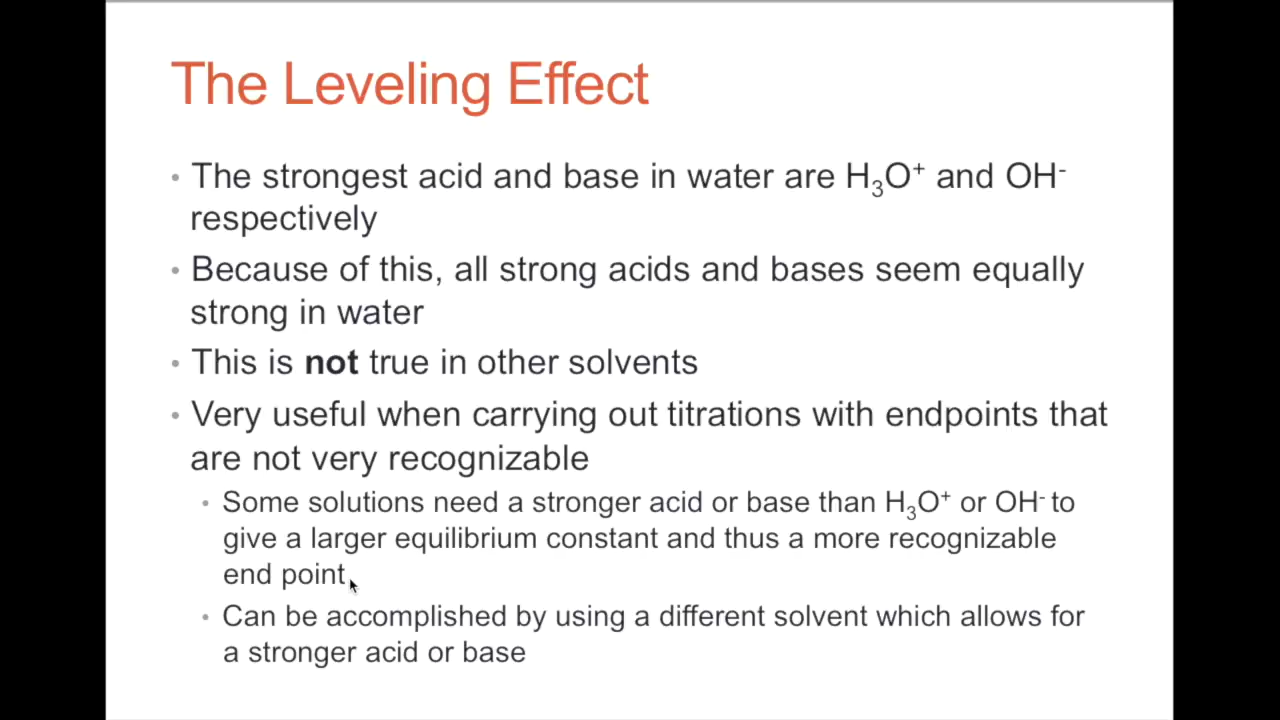 The Leveling Effect
• The strongest acid and base in water are H₃O⁺ and OH⁻
respectively
• Because of this, all strong acids and bases seem equally
strong in water
• This is not true in other solvents
• Very useful when carrying out titrations with endpoints that
are not very recognizable
• Some solutions need a stronger acid or base than H₃O⁺ or OH⁻ to
give a larger equilibrium constant and thus a more recognizable
end point
• Can be accomplished by using a different solvent which allows for
a stronger acid or base